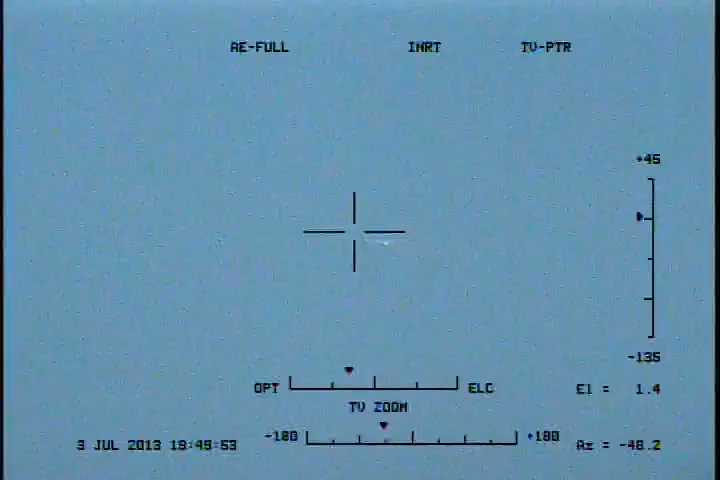 AE-FULL INRT TV-PTR
+45
-135
OPT ELC El = 1.4
TV ZOOM
3 JUL 2013 19:49:53 -180 +180 Az = -48.2